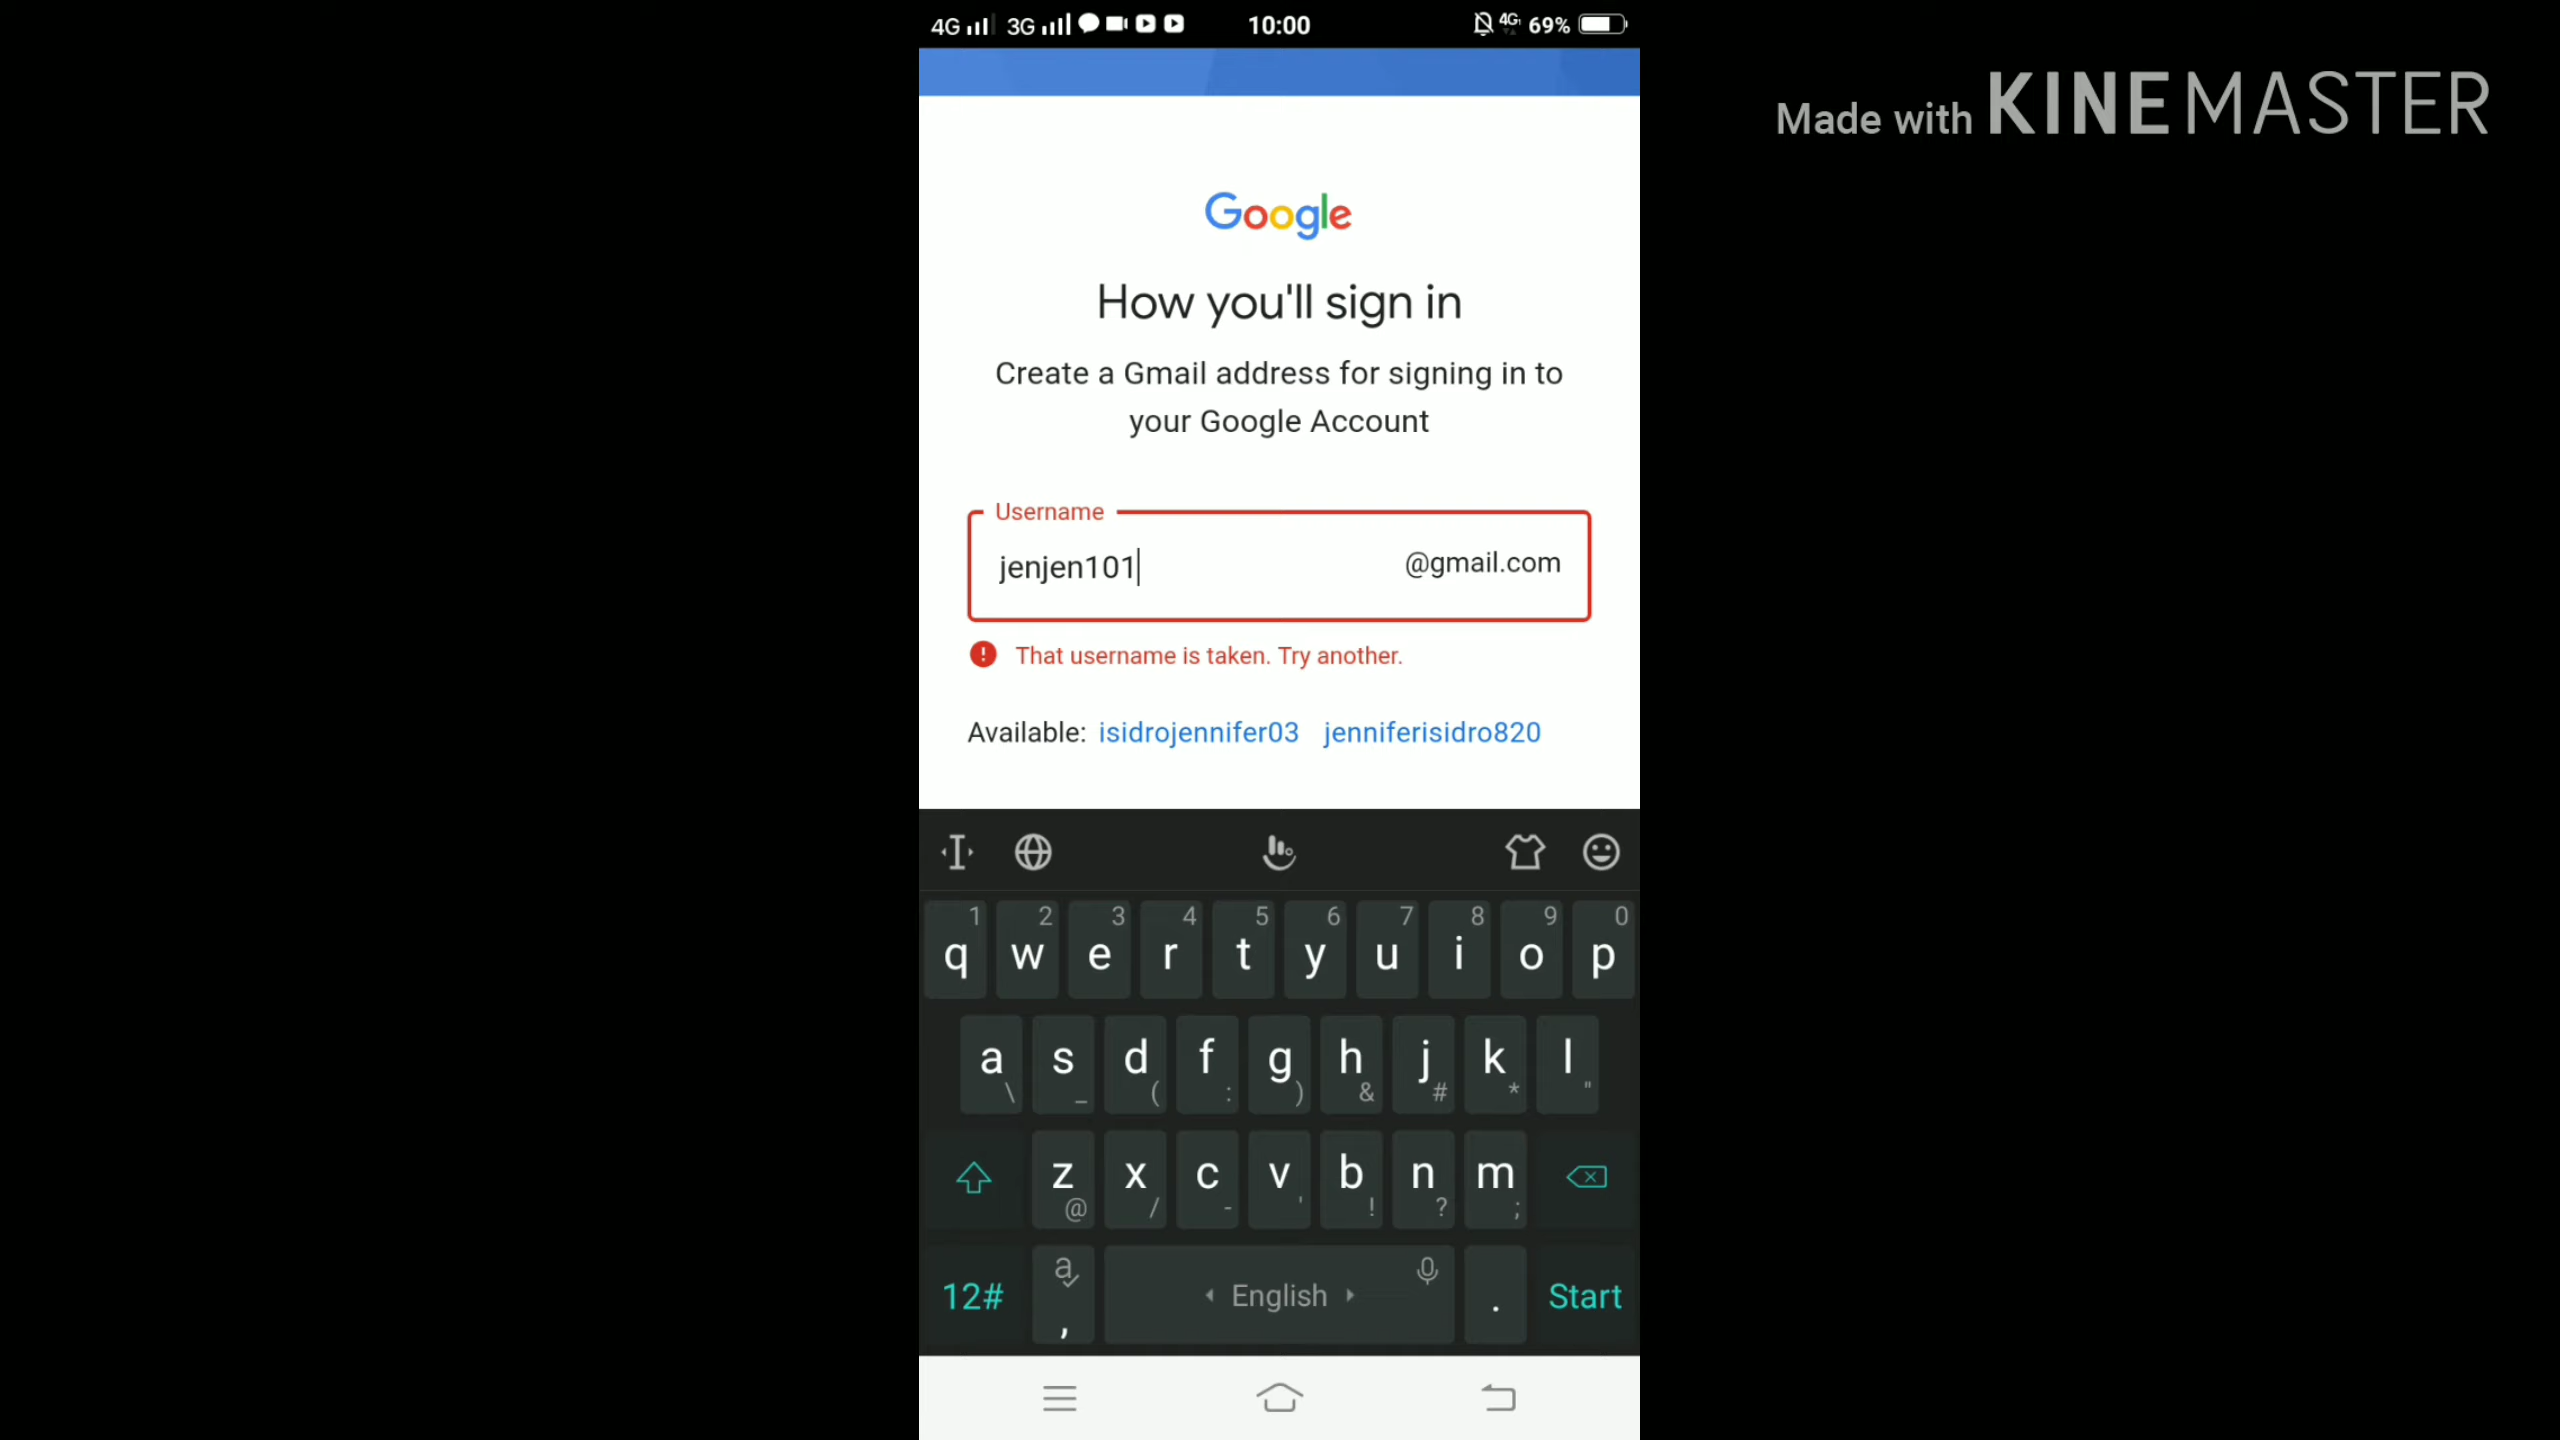 4G 3G 10:00 4G 69%
Made with KINEMASTER
Google
How you'll sign in
Create a Gmail address for signing in to
your Google Account
Username
jenjen101 @gmail.com
! That username is taken. Try another.
Available: isidrojennifer03 jenniferisidro820
1 2 3 4 5 6 7 8 9 0
q w e r t y u i o p
a s d f g h j k l
\ _ ( : ) & # * "
z x c v b n m
@ / - ' ! ? ;
12# a , English . Start